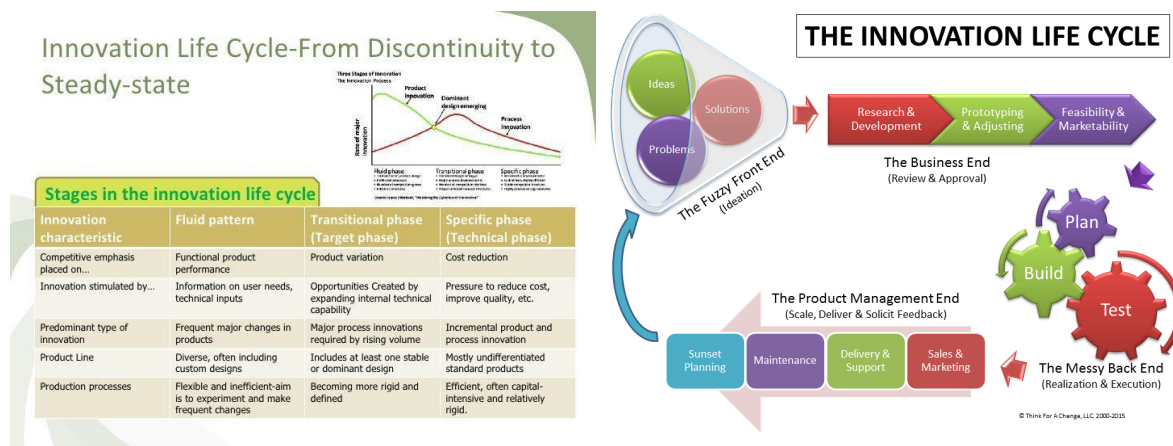 Innovation Life Cycle-From Discontinuity to
Steady-state
Three Stages of Innovation
The Innovation Process
Product
innovation
Dominant
design emerging
Process
innovation
Rate of major
innovation
Fluid phase
Transitional phase
Specific phase
Stages in the innovation life cycle
Innovation
characteristic
Fluid pattern
Transitional phase
(Target phase)
Specific phase
(Technical phase)
Competitive emphasis
placed on…
Functional product
performance
Product variation
Cost reduction
Innovation stimulated by…
Information on user needs,
technical inputs
Opportunities Created by
expanding internal technical
capability
Pressure to reduce cost,
improve quality, etc.
Predominant type of
innovation
Frequent major changes in
products
Major process innovations
required by rising volume
Incremental product and
process innovation
Product Line
Diverse, often including
custom designs
Includes at least one stable
or dominant design
Mostly undifferentiated
standard products
Production processes
Flexible and inefficient-aim
is to experiment and make
frequent changes
Becoming more rigid and
defined
Efficient, often capital-
intensive and relatively
rigid.
THE INNOVATION LIFE CYCLE
Ideas
Solutions
Problems
The Fuzzy Front End
(Ideation)
Research &
Development
Prototyping
& Adjusting
Feasibility &
Marketability
The Business End
(Review & Approval)
Plan
Build
Test
The Messy Back End
(Realization & Execution)
The Product Management End
(Scale, Deliver & Solicit Feedback)
Sunset
Planning
Maintenance
Delivery &
Support
Sales &
Marketing
© Think For A Change, LLC. 2000-2015